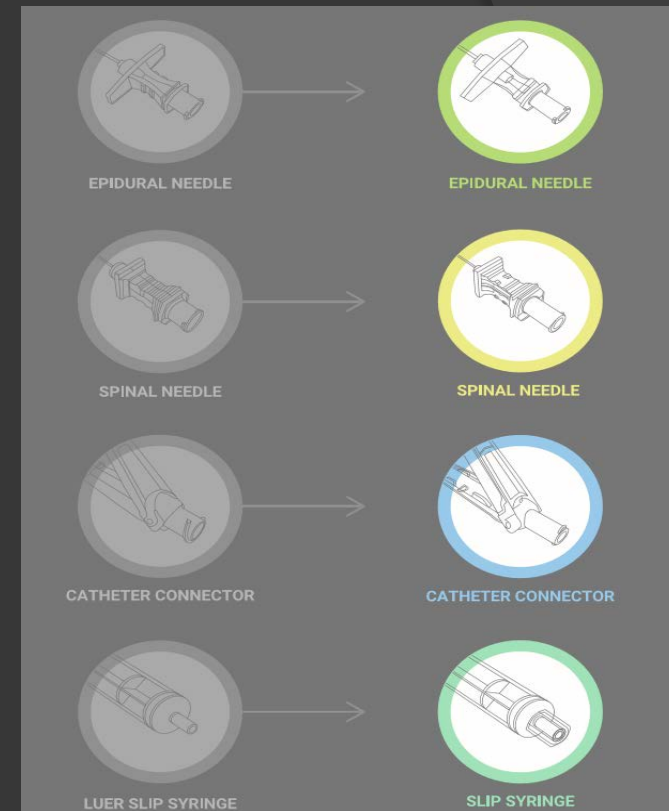 EPIDURAL NEEDLE
EPIDURAL NEEDLE
SPINAL NEEDLE
SPINAL NEEDLE
CATHETER CONNECTOR
CATHETER CONNECTOR
LUER SLIP SYRINGE
SLIP SYRINGE